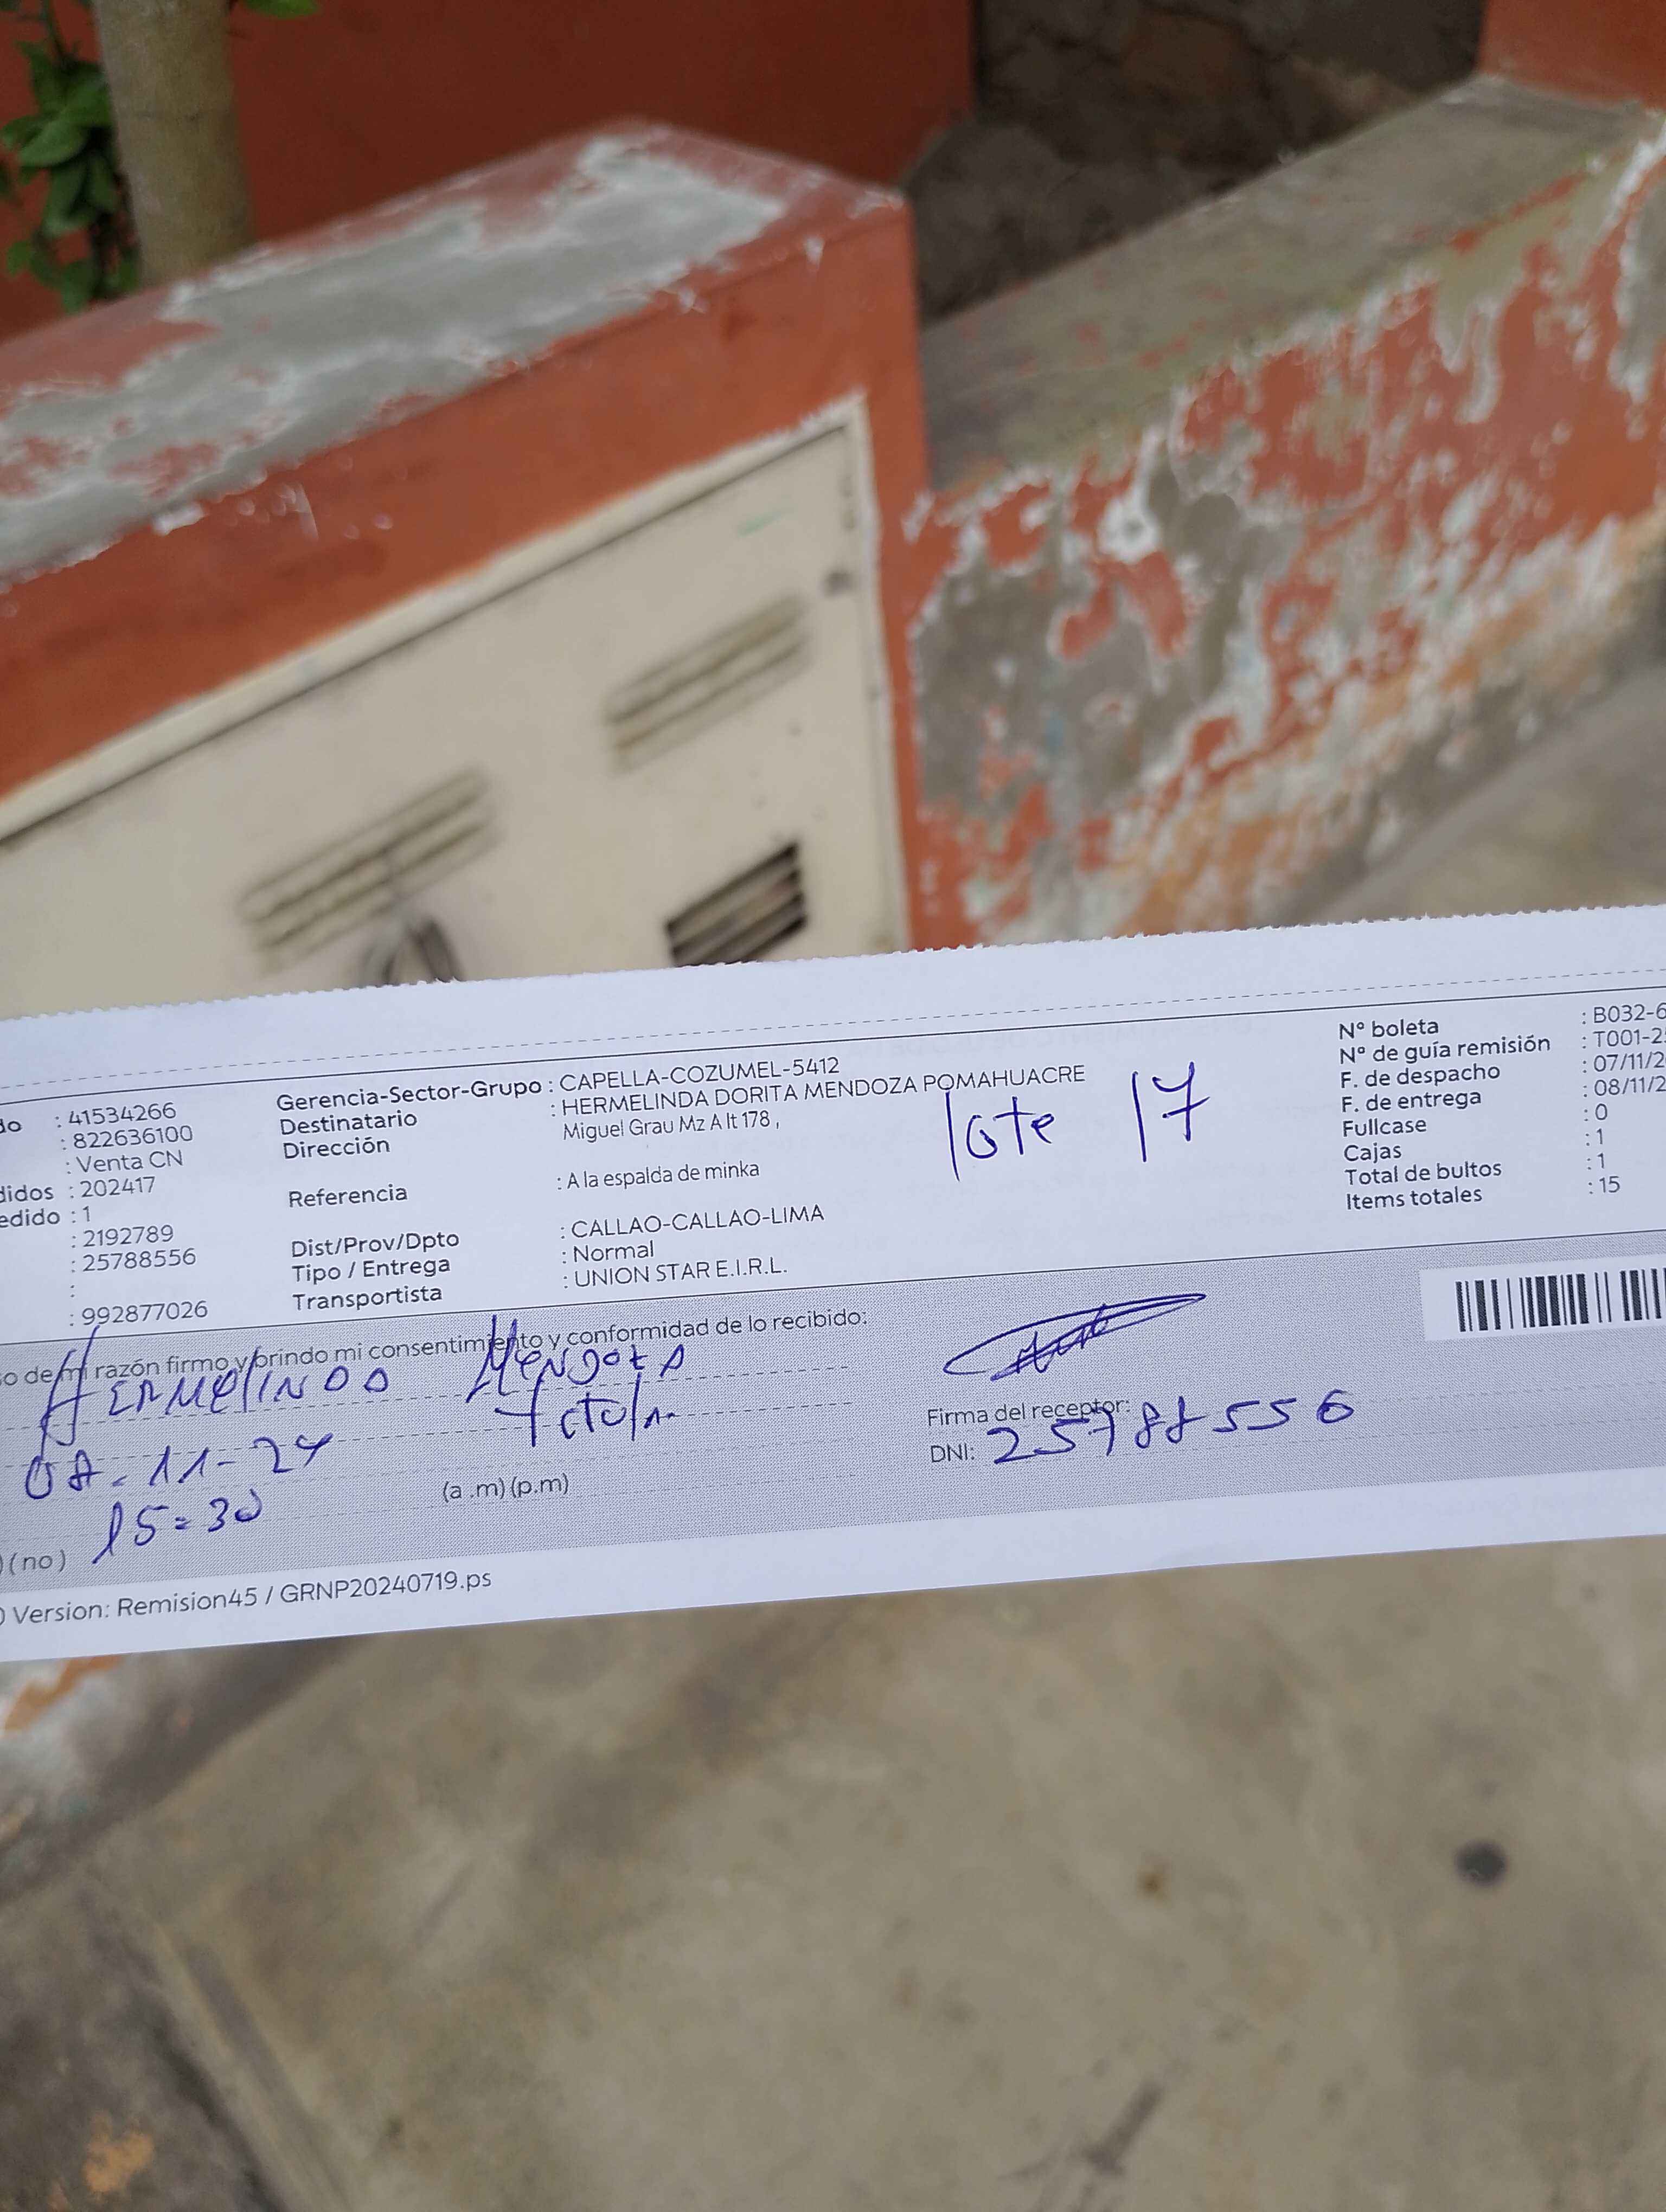 do : 41534266
: 822636100
: Venta CN
didos : 202417
edido : 1
: 2192789
: 25788556
:
: 992877026
Gerencia-Sector-Grupo : CAPELLA-COZUMEL-5412
Destinatario : HERMELINDA DORITA MENDOZA POMAHUACRE
Dirección Miguel Grau Mz A lt 178 ,
lote 17
Referencia : A la espalda de minka
Dist/Prov/Dpto : CALLAO-CALLAO-LIMA
Tipo / Entrega : Normal
Transportista : UNION STAR E.I.R.L.
N° boleta : B032-6
N° de guía remisión : T001-2
F. de despacho : 07/11/2
F. de entrega : 08/11/2
Fullcase : 0
Cajas : 1
Total de bultos : 1
Items totales : 15
so de mi razón firmo y brindo mi consentimiento y conformidad de lo recibido:
HERMELINDA MENDOZA
08-11-24
15:30
(a .m) (p.m)
Firma del receptor:
DNI: 25788556
) (no)
) Version: Remision45 / GRNP20240719.ps